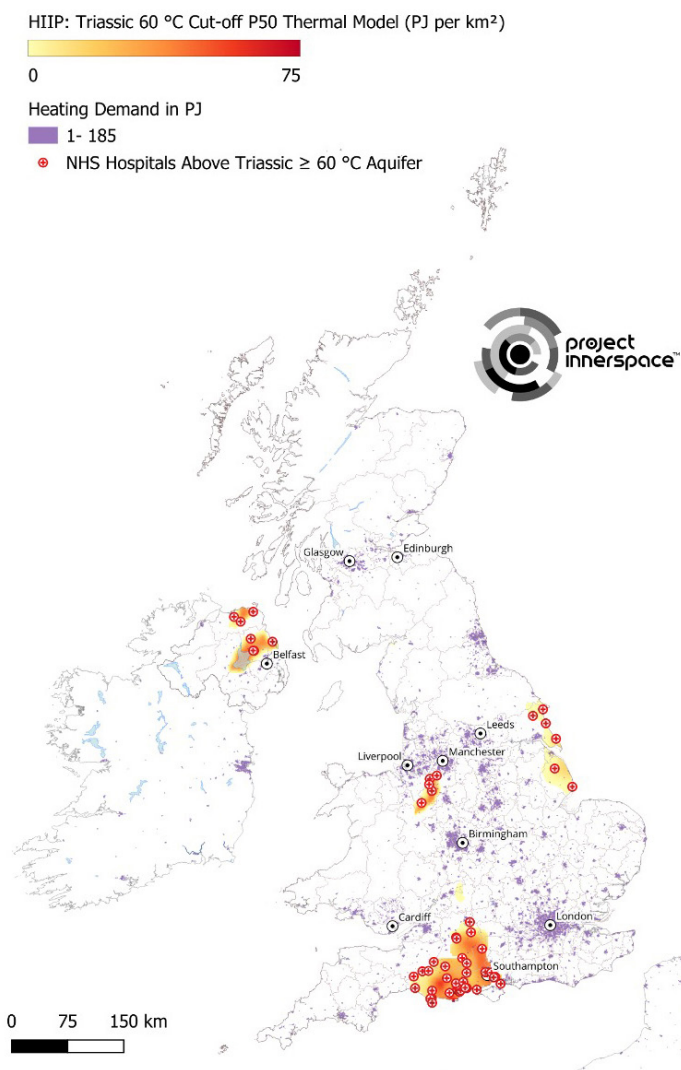 HIIP: Triassic 60 °C Cut-off P50 Thermal Model (PJ per km²)
0 75
Heating Demand in PJ
1- 185
NHS Hospitals Above Triassic ≥ 60 °C Aquifer
project
innerspace™
Glasgow
Edinburgh
Belfast
Leeds
Liverpool
Manchester
Birmingham
Cardiff
London
Southampton
0 75 150 km